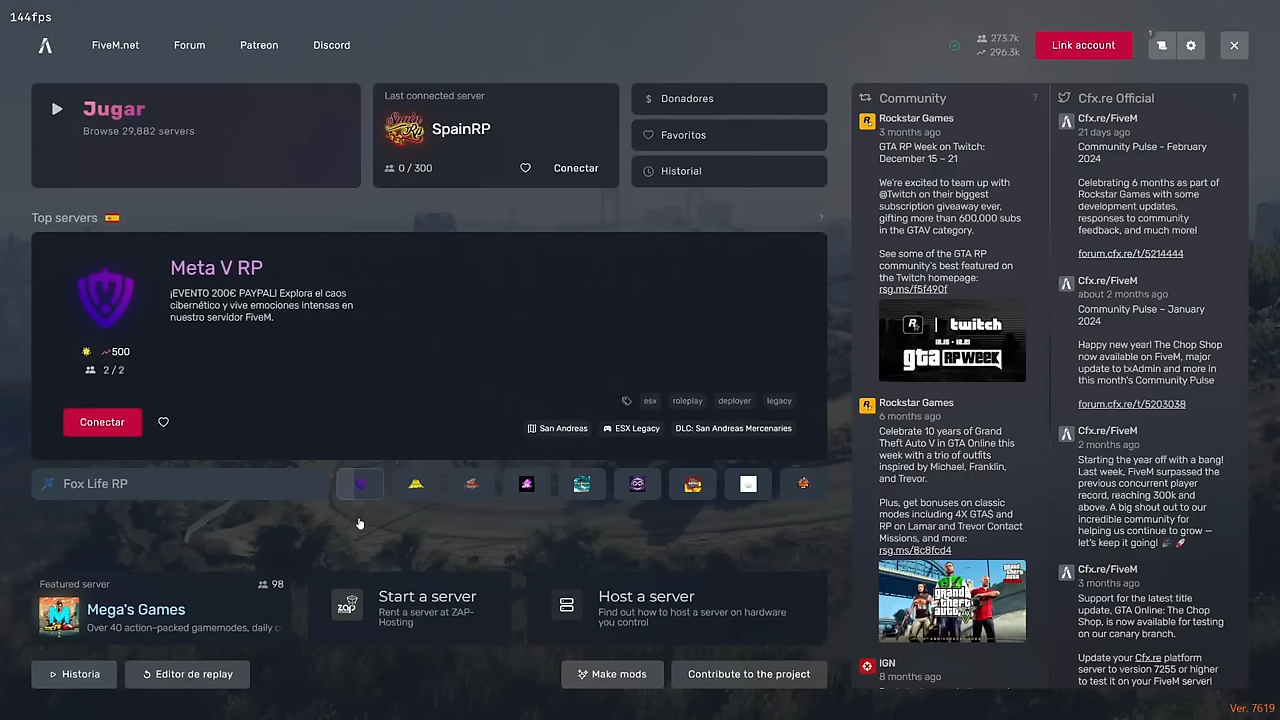 144fps
FiveM.net
Forum
Patreon
Discord
273.7k
296.3k
Link account
1
Jugar
Browse 29,882 servers
Last connected server
SpainRP
0 / 300
Conectar
$ Donadores
Favoritos
Historial
Top servers
?
Meta V RP
¡EVENTO 200€ PAYPAL! Explora el caos
cibernético y vive emociones intensas en
nuestro servidor FiveM.
500
2 / 2
Conectar
esx
roleplay
deployer
legacy
San Andreas
ESX Legacy
DLC: San Andreas Mercenaries
Fox Life RP
Featured server
98
Mega's Games
Over 40 action-packed gamemodes, daily c
ZAP
Start a server
Rent a server at ZAP-
Hosting
Host a server
Find out how to host a server on hardware
you control
Historia
Editor de replay
Make mods
Contribute to the project
Community
?
Rockstar Games
3 months ago
GTA RP Week on Twitch:
December 15 – 21
We're excited to team up with
@Twitch on their biggest
subscription giveaway ever,
gifting more than 600,000 subs
in the GTAV category.
See some of the GTA RP
community's best featured on
the Twitch homepage:
rsg.ms/f5f490f
R* | twitch
12.15 - 12.21
gta RP WEEK
Rockstar Games
6 months ago
Celebrate 10 years of Grand
Theft Auto V in GTA Online this
week with a trio of outfits
inspired by Michael, Franklin,
and Trevor.
Plus, get bonuses on classic
modes including 4X GTA$ and
RP on Lamar and Trevor Contact
Missions, and more:
rsg.ms/8c8fcd4
IGN
8 months ago
Cfx.re Official
?
Cfx.re/FiveM
21 days ago
Community Pulse - February
2024
Celebrating 6 months as part of
Rockstar Games with some
development updates,
responses to community
feedback, and much more!
forum.cfx.re/t/5214444
Cfx.re/FiveM
about 2 months ago
Community Pulse – January
2024
Happy new year! The Chop Shop
now available on FiveM, major
update to txAdmin and more in
this month's Community Pulse
forum.cfx.re/t/5203038
Cfx.re/FiveM
2 months ago
Starting the year off with a bang!
Last week, FiveM surpassed the
previous concurrent player
record, reaching 300k and
above. A big shout out to our
incredible community for
helping us continue to grow —
let's keep it going! 🎉 🚀
Cfx.re/FiveM
3 months ago
Support for the latest title
update, GTA Online: The Chop
Shop, is now available for testing
on our canary branch.
Update your Cfx.re platform
server to version 7255 or higher
to test it on your FiveM server!
Ver. 7619